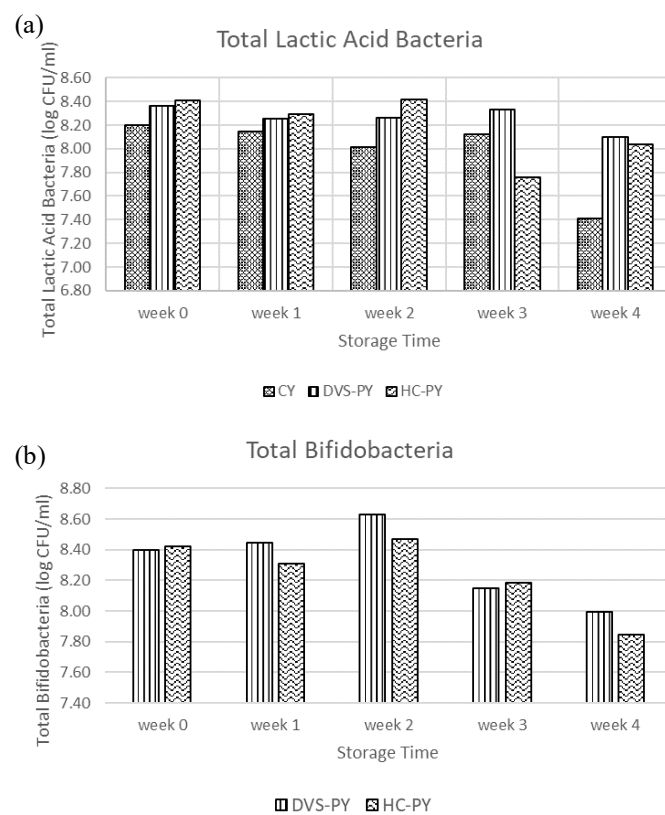 (a)
Total Lactic Acid Bacteria
Total Lactic Acid Bacteria (log CFU/ml)
8.60
8.40
8.20
8.00
7.80
7.60
7.40
7.20
7.00
6.80
week 0 week 1 week 2 week 3 week 4
Storage Time
CY DVS-PY HC-PY
(b)
Total Bifidobacteria
Total Bifidobacteria (log CFU/ml)
8.80
8.60
8.40
8.20
8.00
7.80
7.60
7.40
week 0 week 1 week 2 week 3 week 4
Storage Time
DVS-PY HC-PY